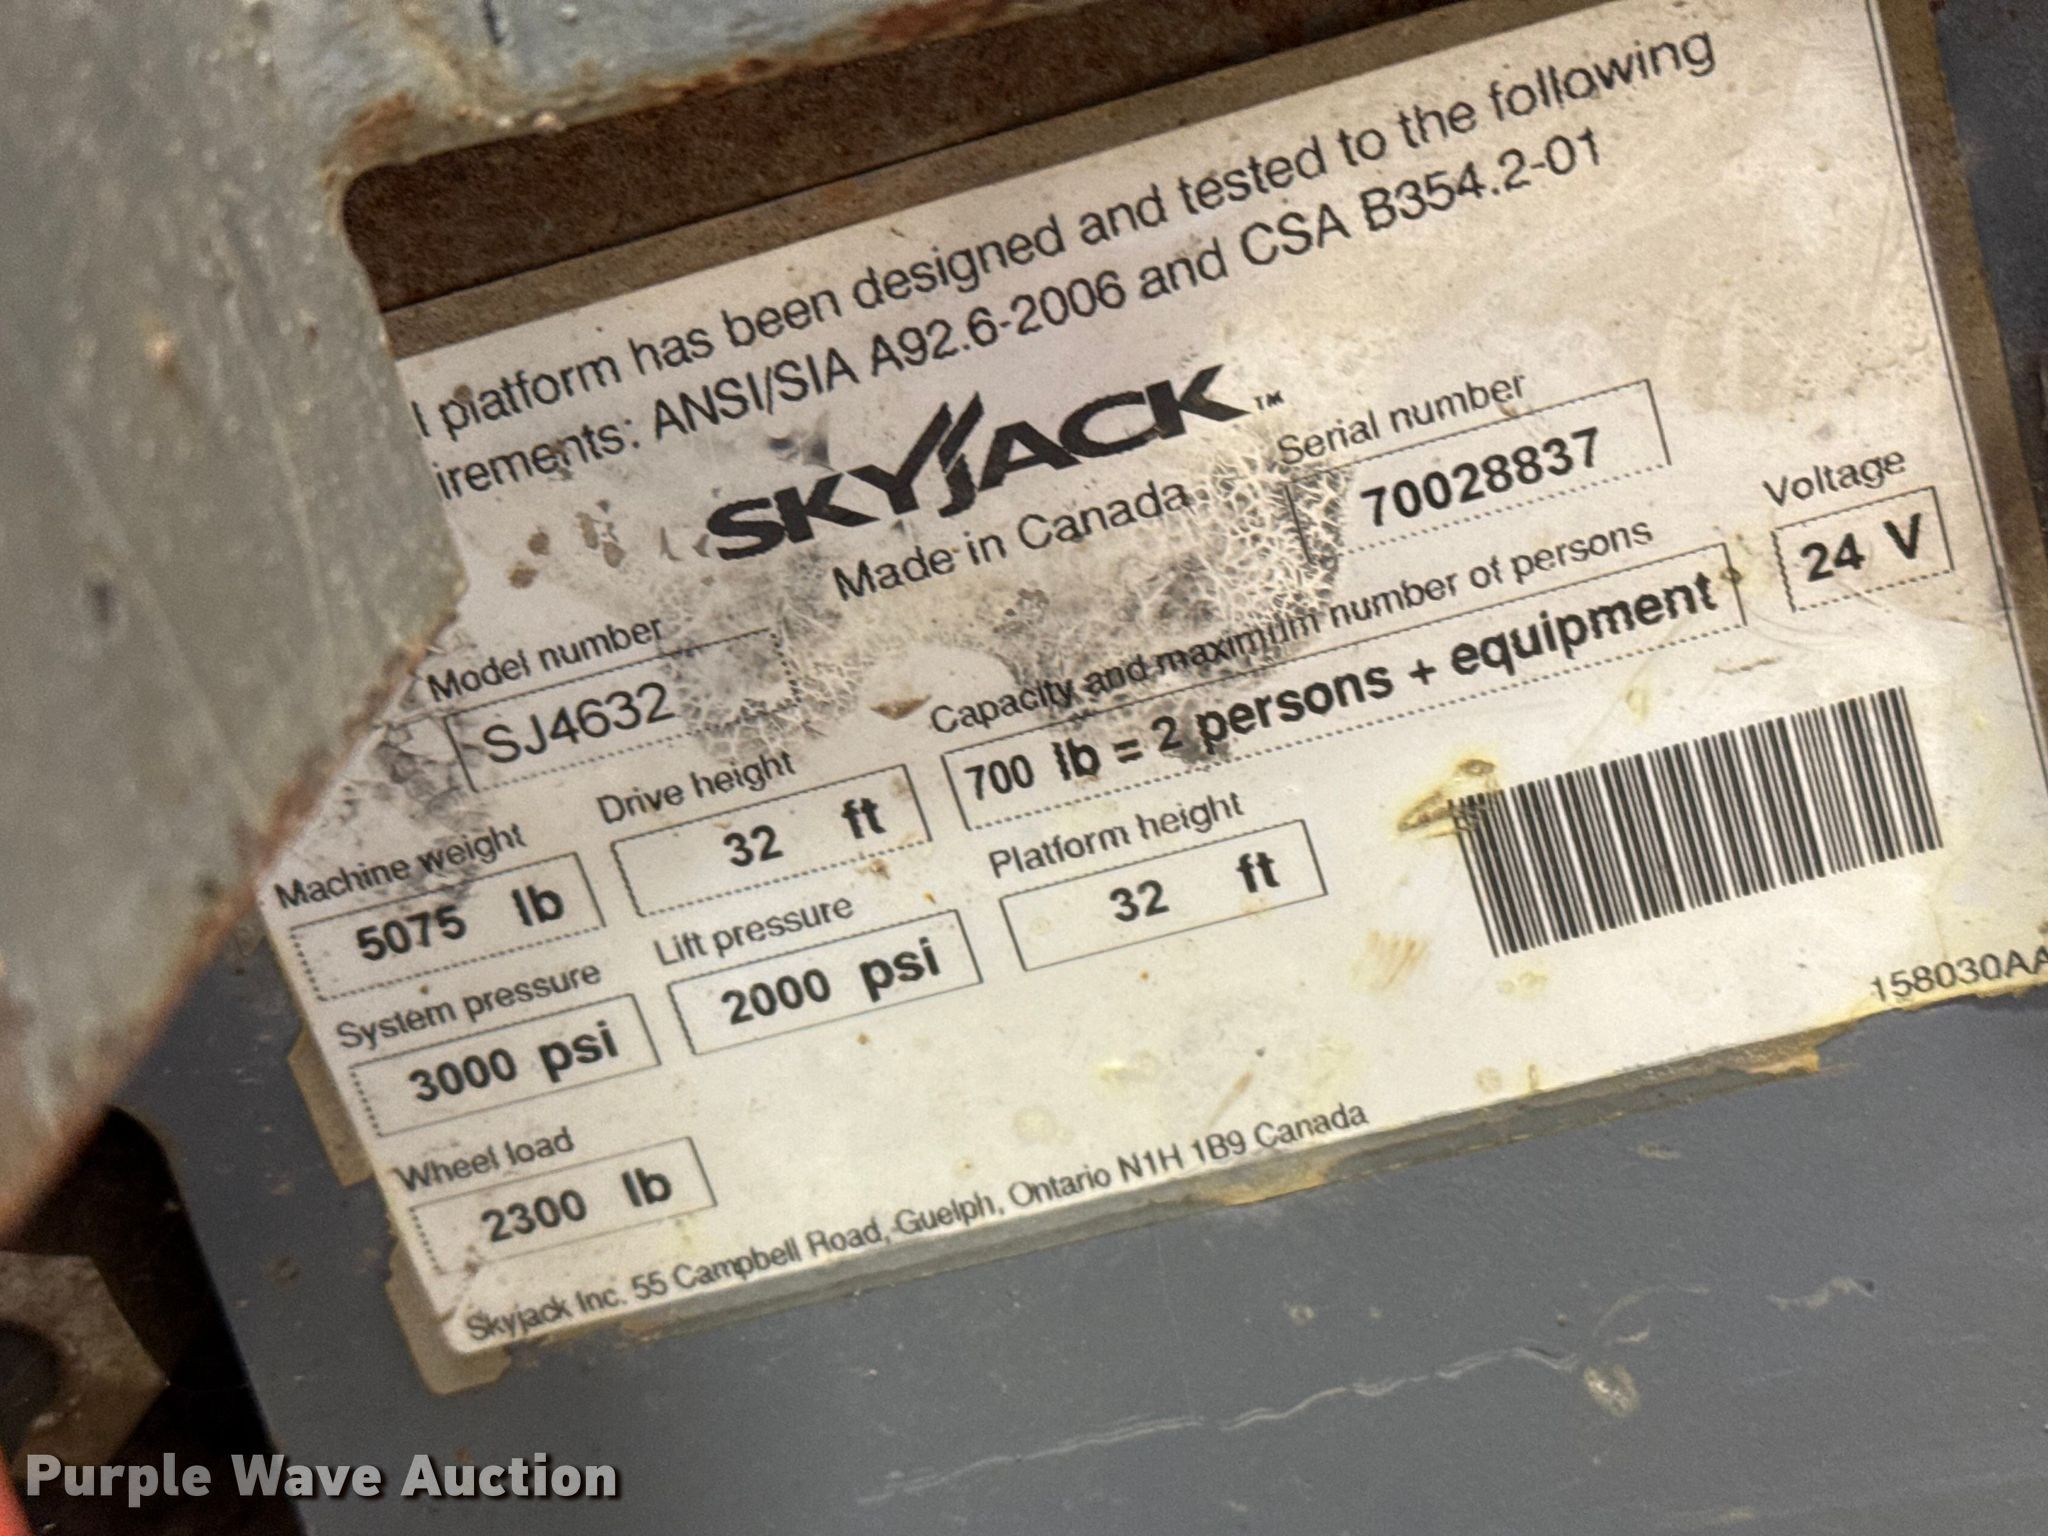 l platform has been designed and tested to the following
irements: ANSI/SIA A92.6-2006 and CSA B354.2-01
SKYJACK™
Made in Canada
Serial number
70028837
Voltage
24 V
Model number
SJ4632
Capacity and maximum number of persons
700 lb = 2 persons + equipment
Machine weight
5075 lb
Drive height
32 ft
Platform height
32 ft
System pressure
3000 psi
Lift pressure
2000 psi
Wheel load
2300 lb
158030AA
Skyjack Inc. 55 Campbell Road, Guelph, Ontario N1H 1B9 Canada
Purple Wave Auction